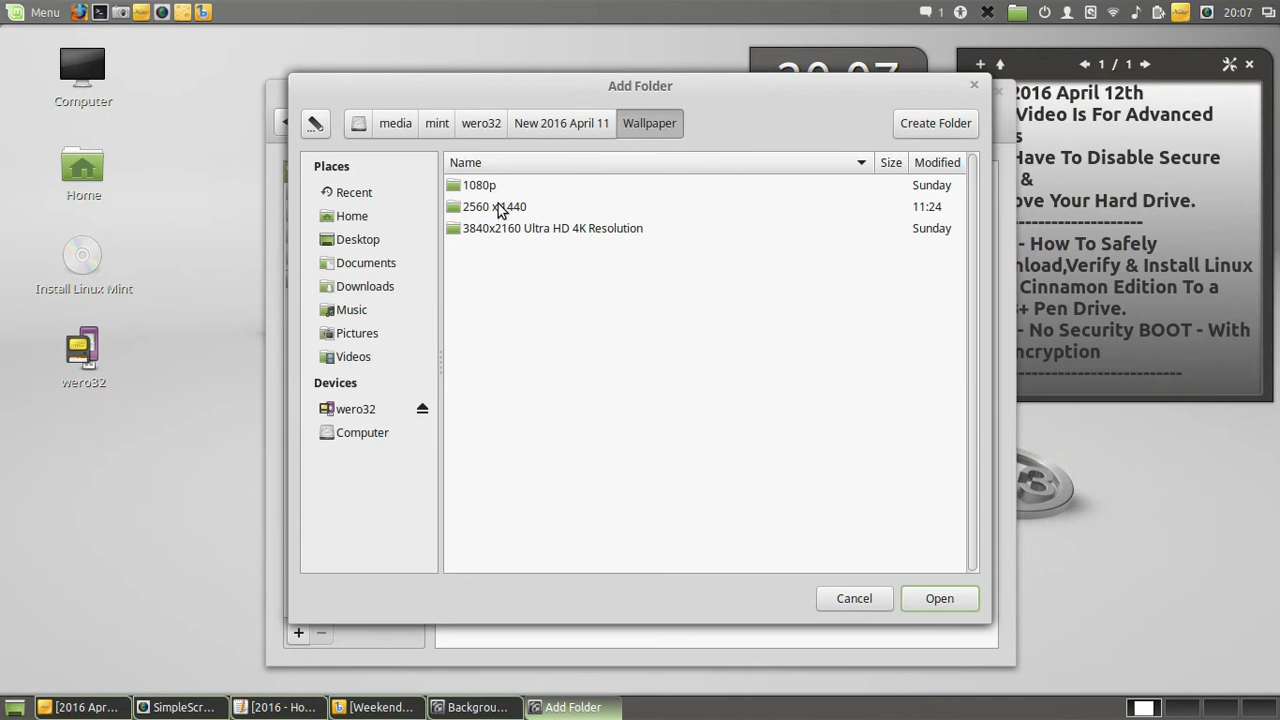 Menu
1
20:07
Computer
Home
Install Linux Mint
wero32
1 / 1
2016 April 12th
Video Is For Advanced
s
Have To Disable Secure
&
ove Your Hard Drive.
--------------------------
- How To Safely
nload,Verify & Install Linux
Cinnamon Edition To a
+ Pen Drive.
- No Security BOOT - With
ncryption
--------------------------
Add Folder
media
mint
wero32
New 2016 April 11
Wallpaper
Create Folder
Places
Recent
Home
Desktop
Documents
Downloads
Music
Pictures
Videos
Devices
wero32
Computer
Name
Size
Modified
1080p
Sunday
2560 x 1440
11:24
3840x2160 Ultra HD 4K Resolution
Sunday
Cancel
Open
[2016 Apr...
SimpleScr...
[2016 - Ho...
[Weekend...
Backgrou...
Add Folder